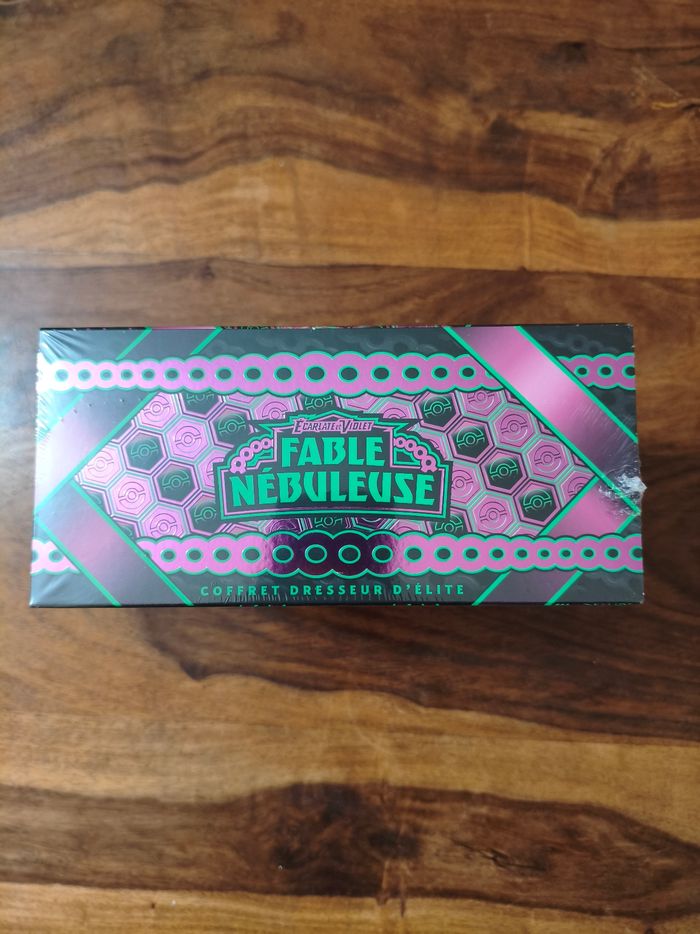 ÉCARLATE ET VIOLET
FABLE
NÉBULEUSE
COFFRET DRESSEUR D'ÉLITE